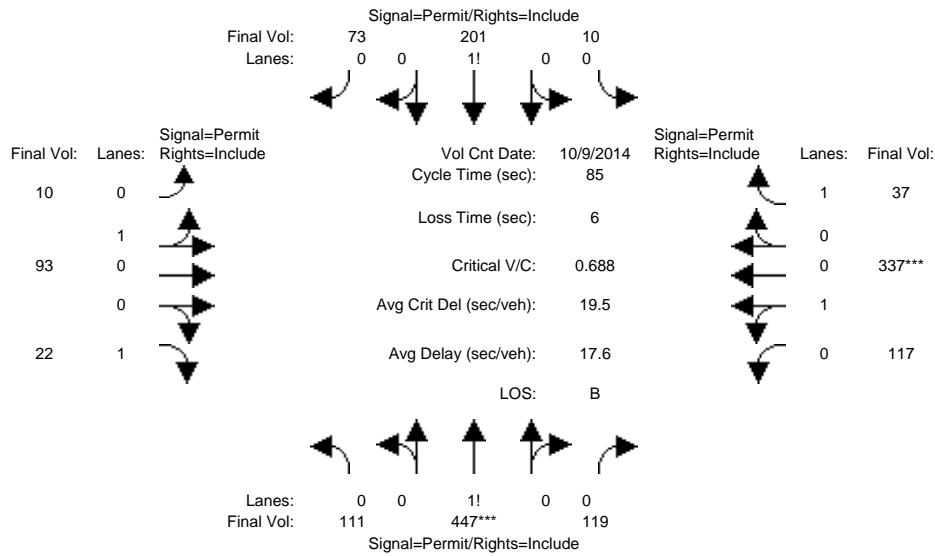 Signal=Permit/Rights=Include
Final Vol: 73 201 10
Lanes: 0 0 1! 0 0
Signal=Permit
Final Vol: Lanes: Rights=Include
Vol Cnt Date: 10/9/2014
Signal=Permit
Rights=Include Lanes: Final Vol:
Cycle Time (sec): 85
10 0
1 37
Loss Time (sec): 6
1
0
93 0
Critical V/C: 0.688
0 337***
0
Avg Crit Del (sec/veh): 19.5
1
22 1
Avg Delay (sec/veh): 17.6
0 117
LOS: B
Lanes: 0 0 1! 0 0
Final Vol: 111 447*** 119
Signal=Permit/Rights=Include